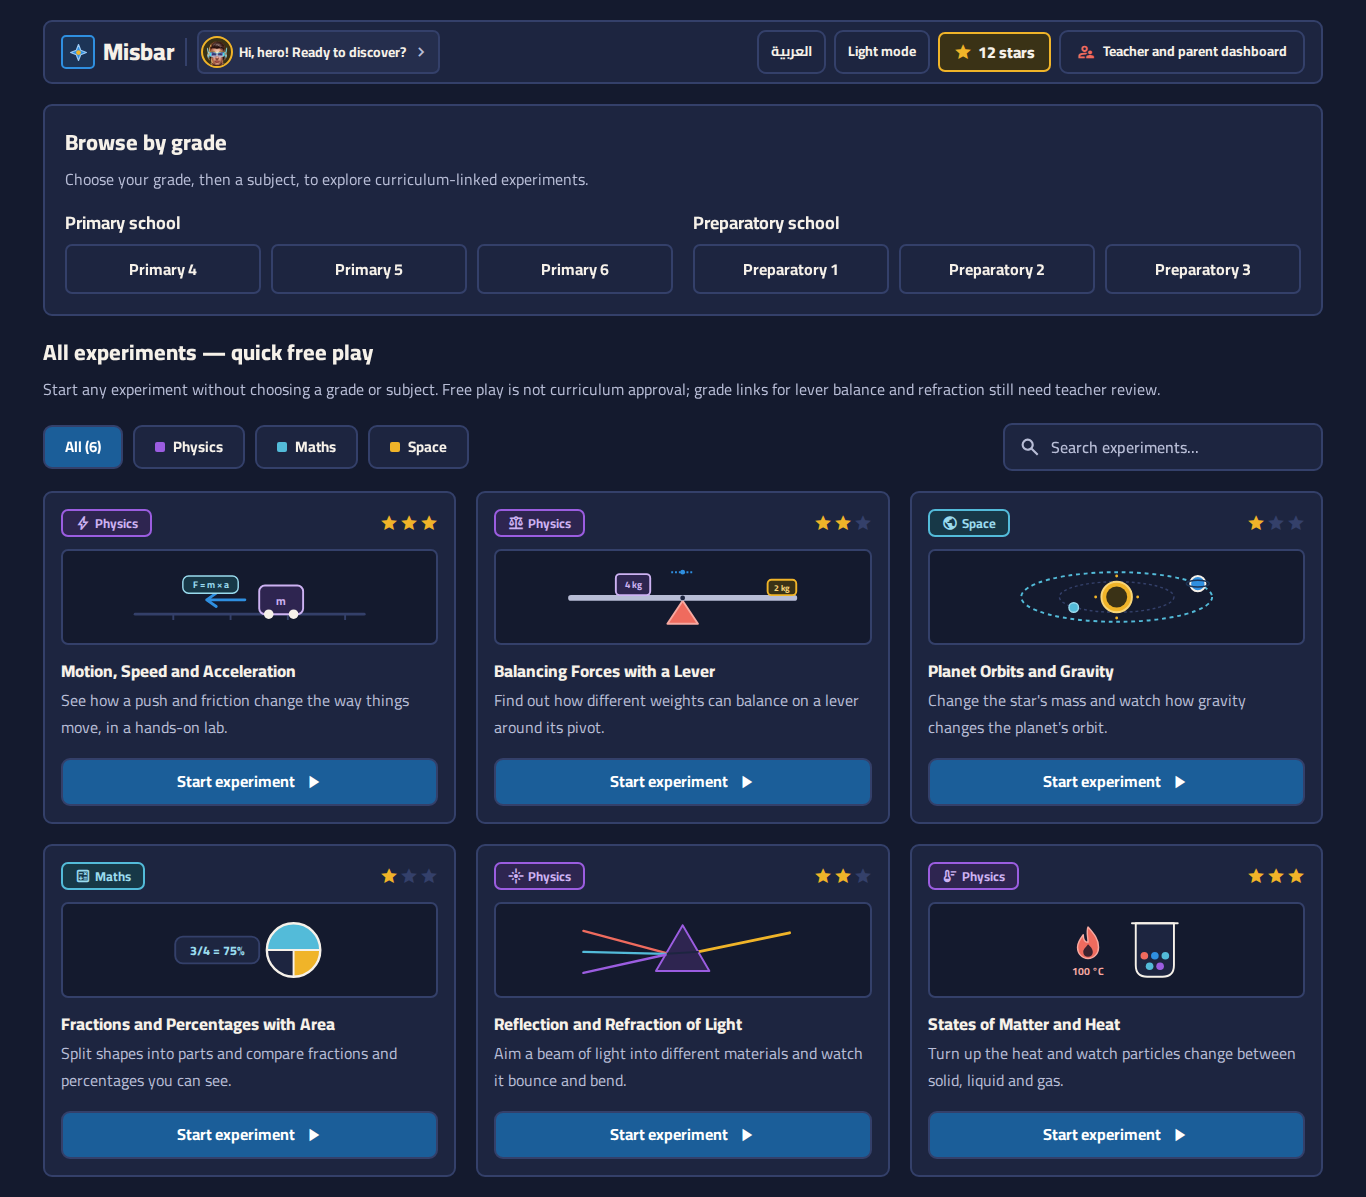 Misbar
Hi, hero! Ready to discover?
العربية
Light mode
12 stars
Teacher and parent dashboard
Browse by grade
Choose your grade, then a subject, to explore curriculum-linked experiments.
Primary school
Primary 4
Primary 5
Primary 6
Preparatory school
Preparatory 1
Preparatory 2
Preparatory 3
All experiments — quick free play
Start any experiment without choosing a grade or subject. Free play is not curriculum approval; grade links for lever balance and refraction still need teacher review.
All (6)
Physics
Maths
Space
Search experiments...
Physics
F = m × a
m
Motion, Speed and Acceleration
See how a push and friction change the way things
move, in a hands-on lab.
Start experiment
Physics
4 kg
2 kg
Balancing Forces with a Lever
Find out how different weights can balance on a lever
around its pivot.
Start experiment
Space
Planet Orbits and Gravity
Change the star's mass and watch how gravity
changes the planet's orbit.
Start experiment
Maths
3/4 = 75%
Fractions and Percentages with Area
Split shapes into parts and compare fractions and
percentages you can see.
Start experiment
Physics
Reflection and Refraction of Light
Aim a beam of light into different materials and watch
it bounce and bend.
Start experiment
Physics
100 °C
States of Matter and Heat
Turn up the heat and watch particles change between
solid, liquid and gas.
Start experiment